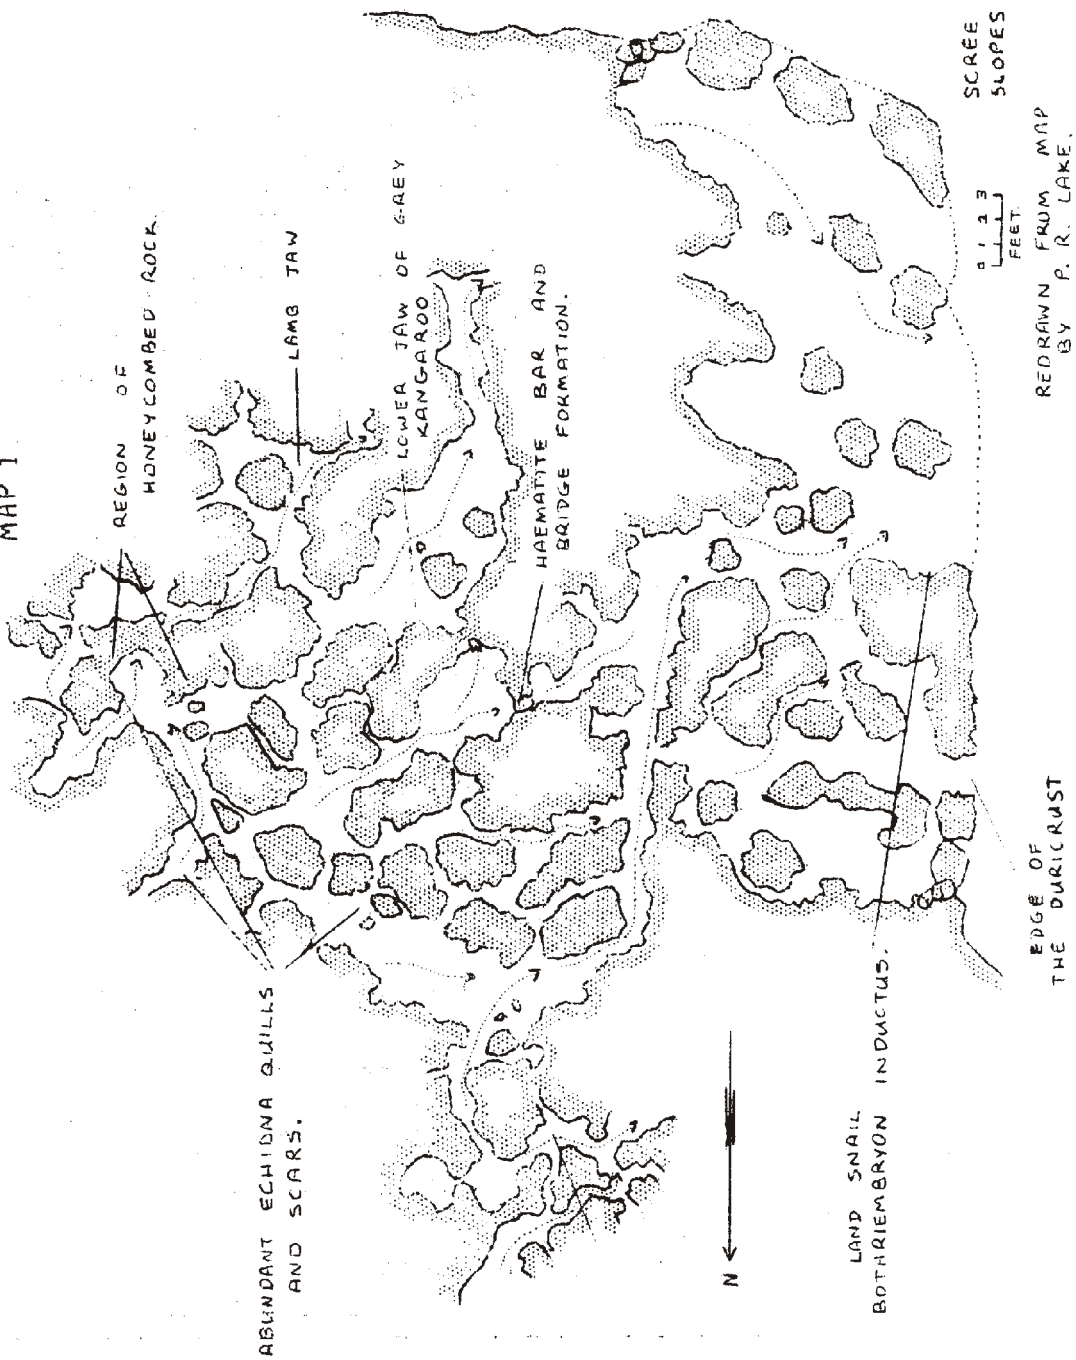 MAP 1
REGION OF
HONEYCOMBED ROCK.
LAMB JAW
LOWER JAW OF GREY
KANGAROO
HAEMATITE BAR AND
BRIDGE FORMATION.
SCREE
SLOPES
0 1 2 3
FEET.
REDRAWN FROM MAP
BY P. R. LAKE.
ABUNDANT ECHIDNA QUILLS
AND SCARS.
N
LAND SNAIL
BOTHRIEMBRYON INDUCTUS.
EDGE OF
THE DURICRUST